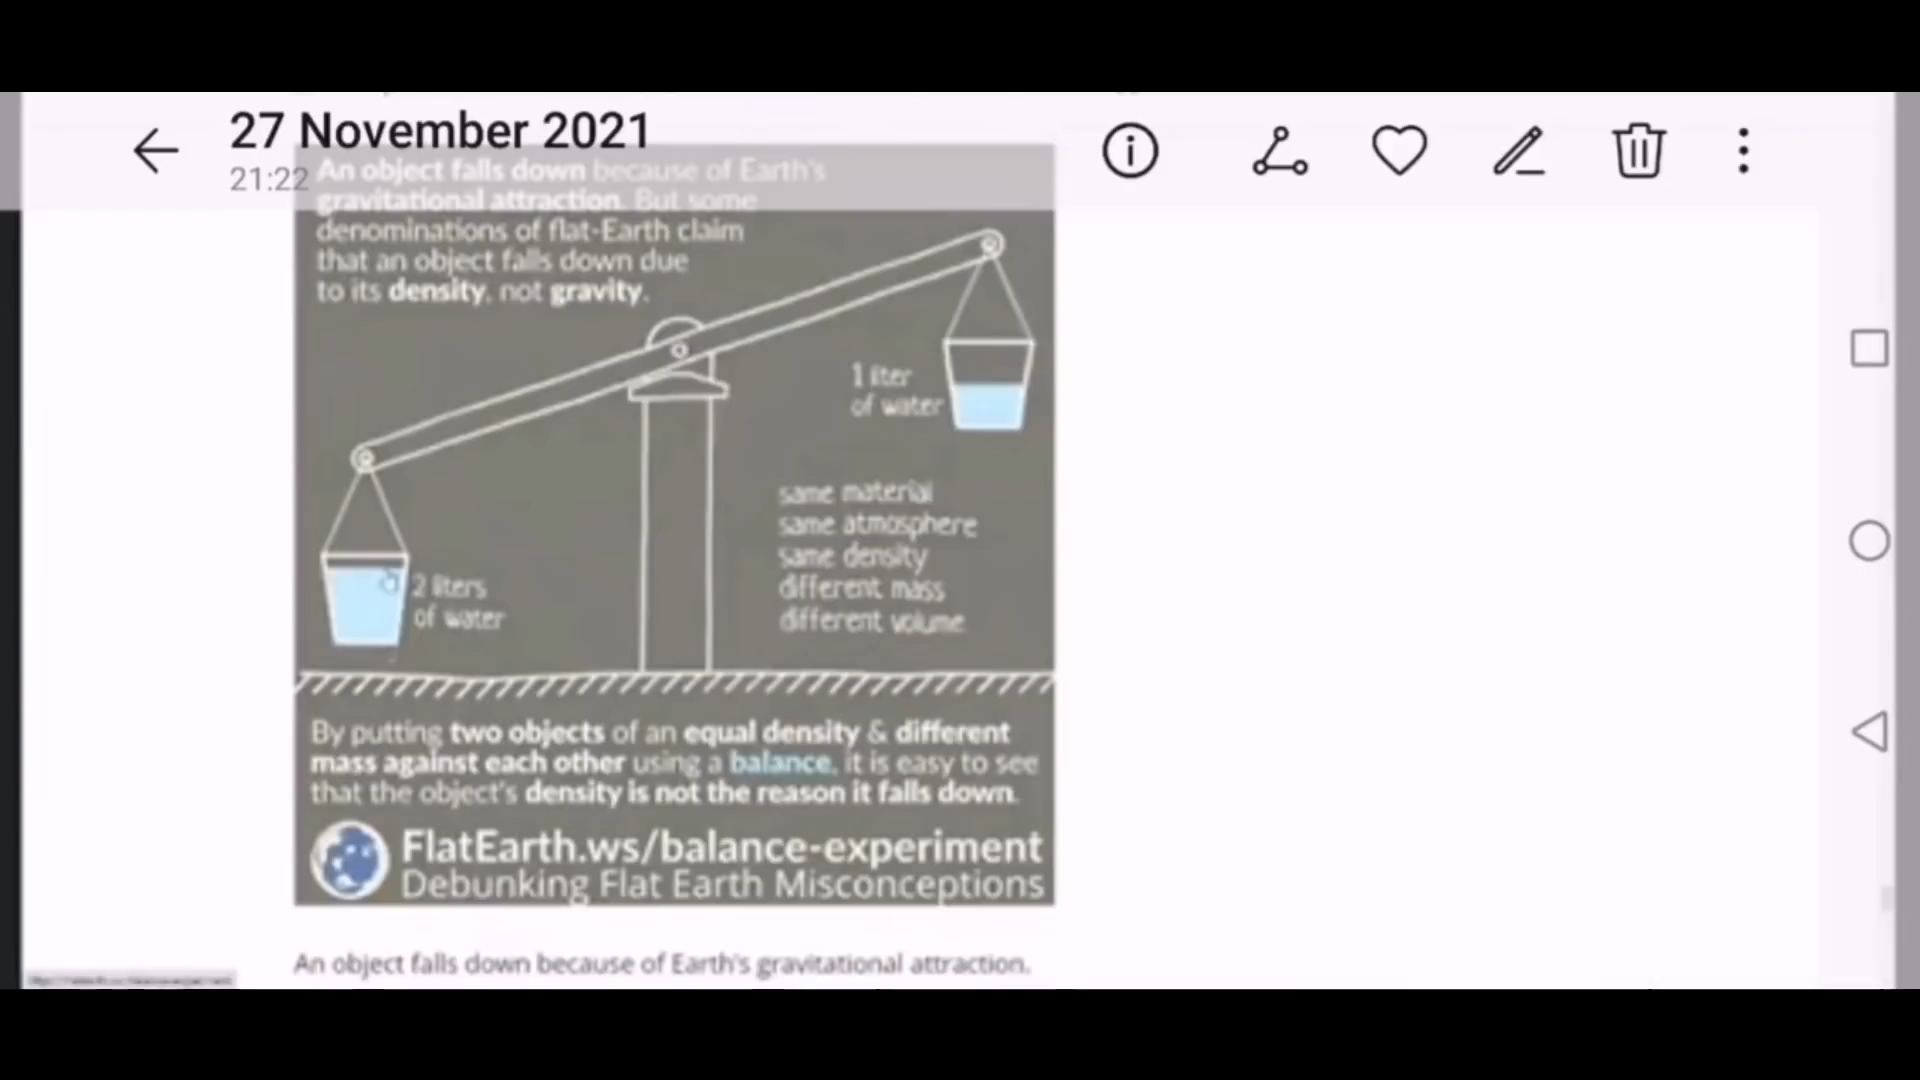 27 November 2021
21:22
An object falls down because of Earth's
gravitational attraction. But some
denominations of flat-Earth claim
that an object falls down due
to its density, not gravity.
1 liter
of water
same material
same atmosphere
same density
different mass
different volume
2 liters
of water
By putting two objects of an equal density & different
mass against each other using a balance, it is easy to see
that the object's density is not the reason it falls down.
FlatEarth.ws/balance-experiment
Debunking Flat Earth Misconceptions
An object falls down because of Earth's gravitational attraction.